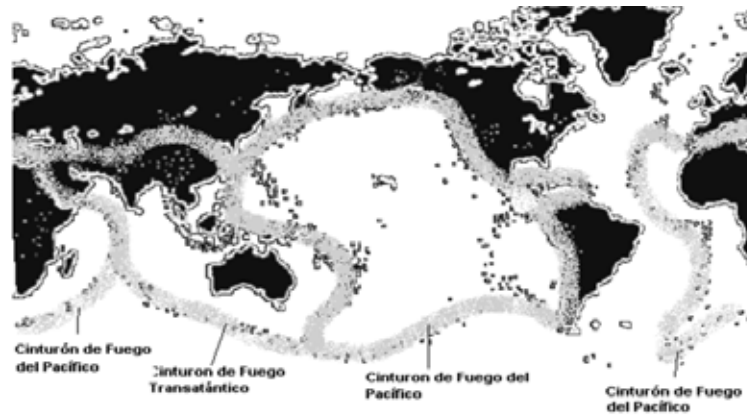 Cinturón de Fuego
del Pacífico
Cinturon de Fuego
Transatántico
Cinturon de Fuego del
Pacífico
Cinturón de Fuego
del Pacífico